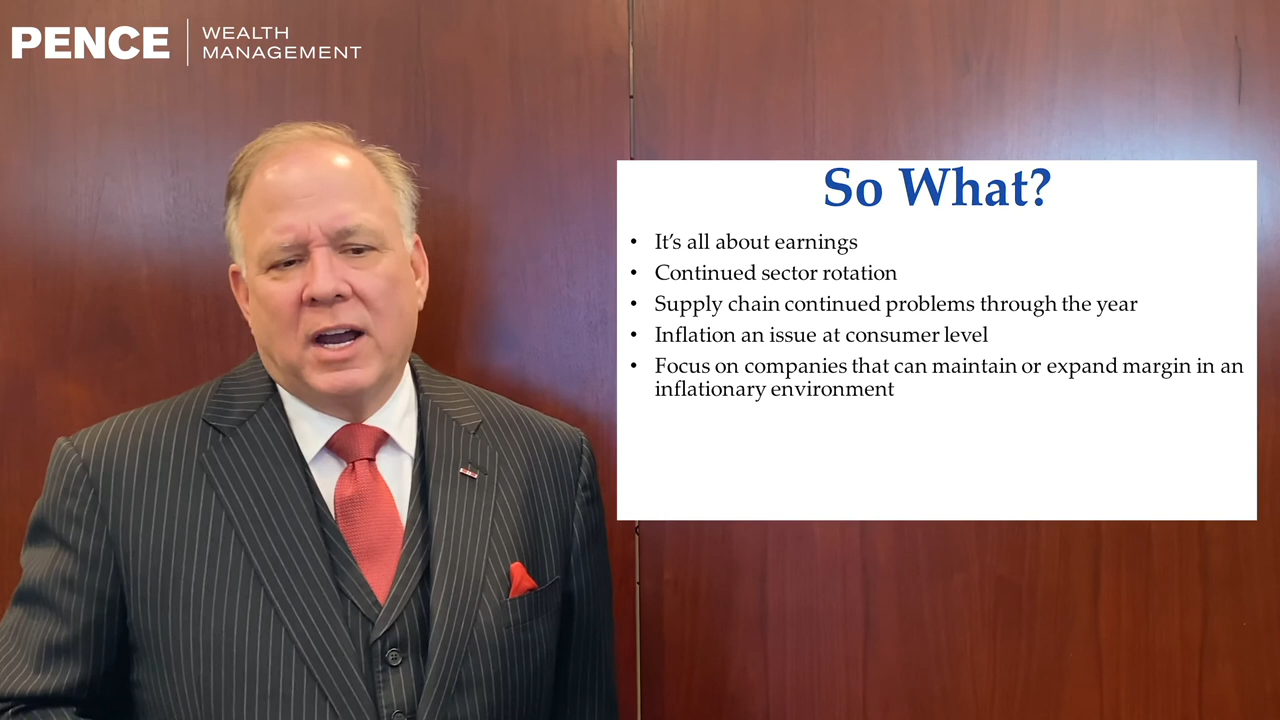 PENCE
WEALTH
MANAGEMENT
So What?
• It’s all about earnings
• Continued sector rotation
• Supply chain continued problems through the year
• Inflation an issue at consumer level
• Focus on companies that can maintain or expand margin in an
inflationary environment